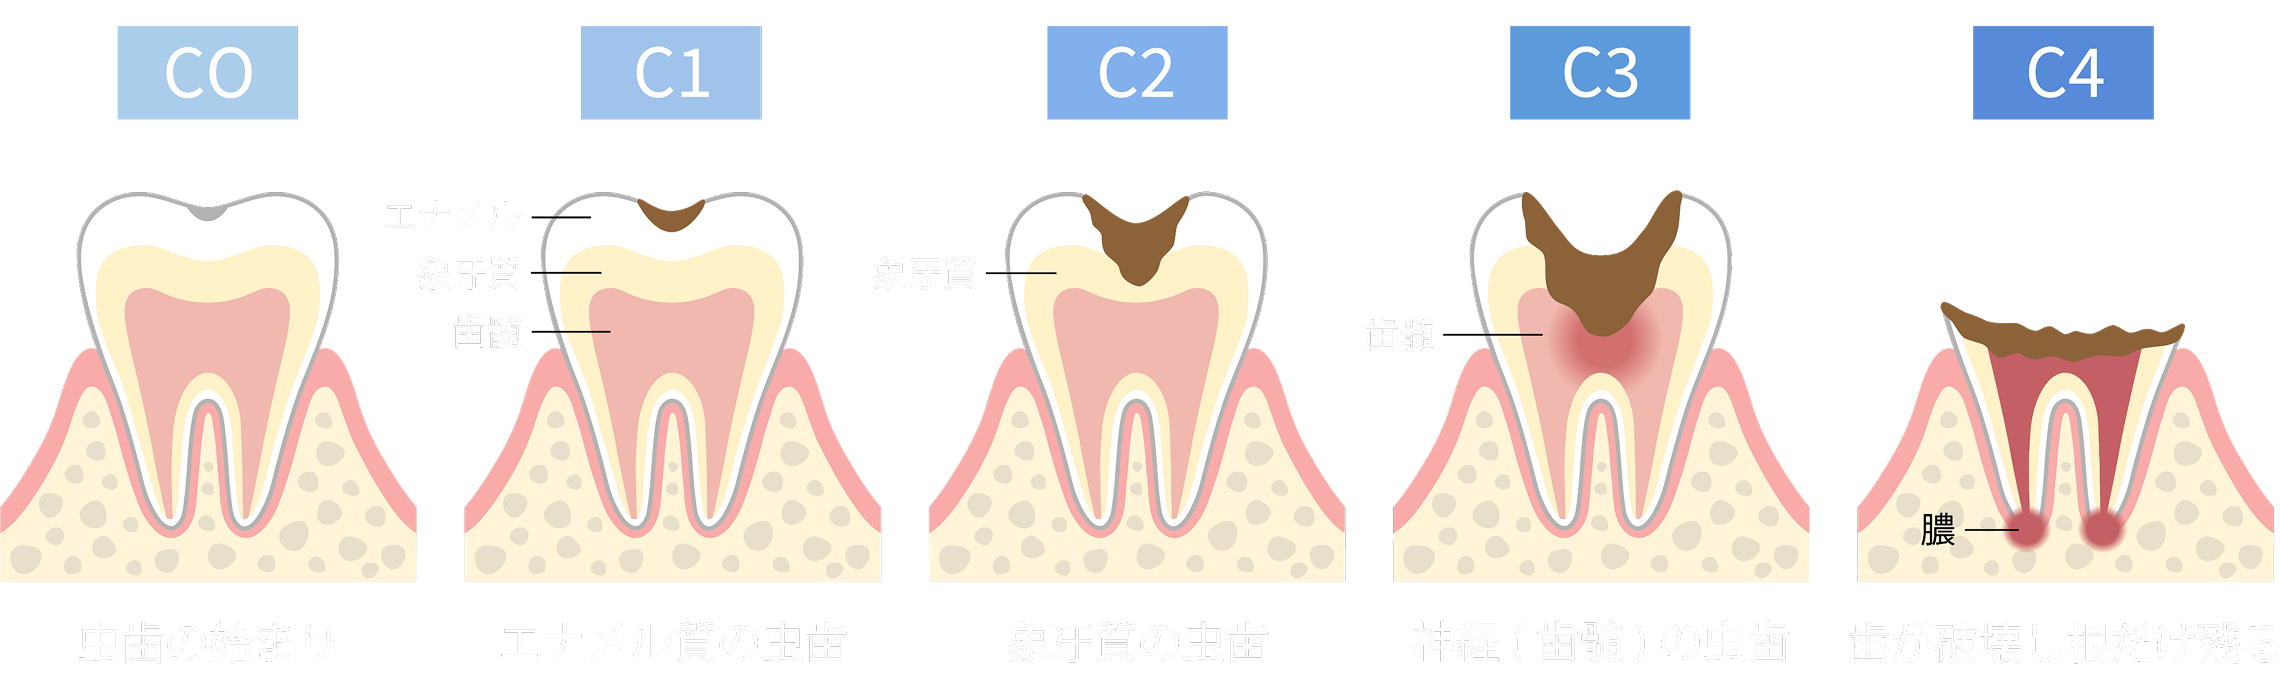 CO
C1
C2
C3
C4
エナメル
象牙質
歯髄
象牙質
歯髄
膿
虫歯の始まり
エナメル質の虫歯
象牙質の虫歯
神経(歯髄)の虫歯
歯が破壊し根だけ残る